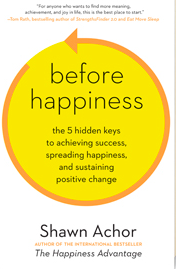 "For anyone who wants to find more meaning,
achievement, and joy in life, this is the best place to start."
—Tom Rath, bestselling author of StrengthsFinder 2.0 and Eat Move Sleep
before
happiness
the 5 hidden keys
to achieving success,
spreading happiness,
and sustaining
positive change
Shawn Achor
AUTHOR OF THE INTERNATIONAL BESTSELLER
The Happiness Advantage